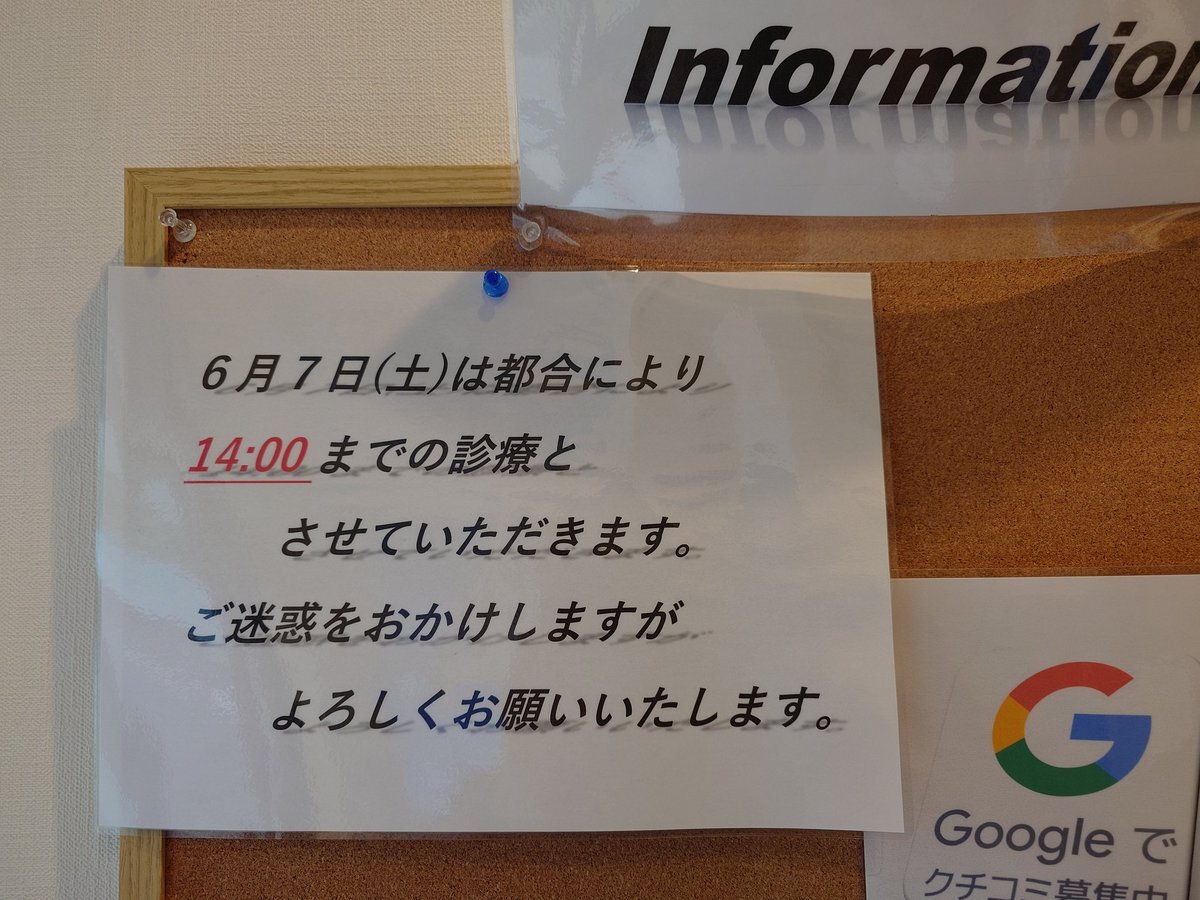 Information
6月7日(土)は都合により
14:00 までの診療と
させていただきます。
ご迷惑をおかけしますが
よろしくお願いいたします。
Google で
クチコミ募集中